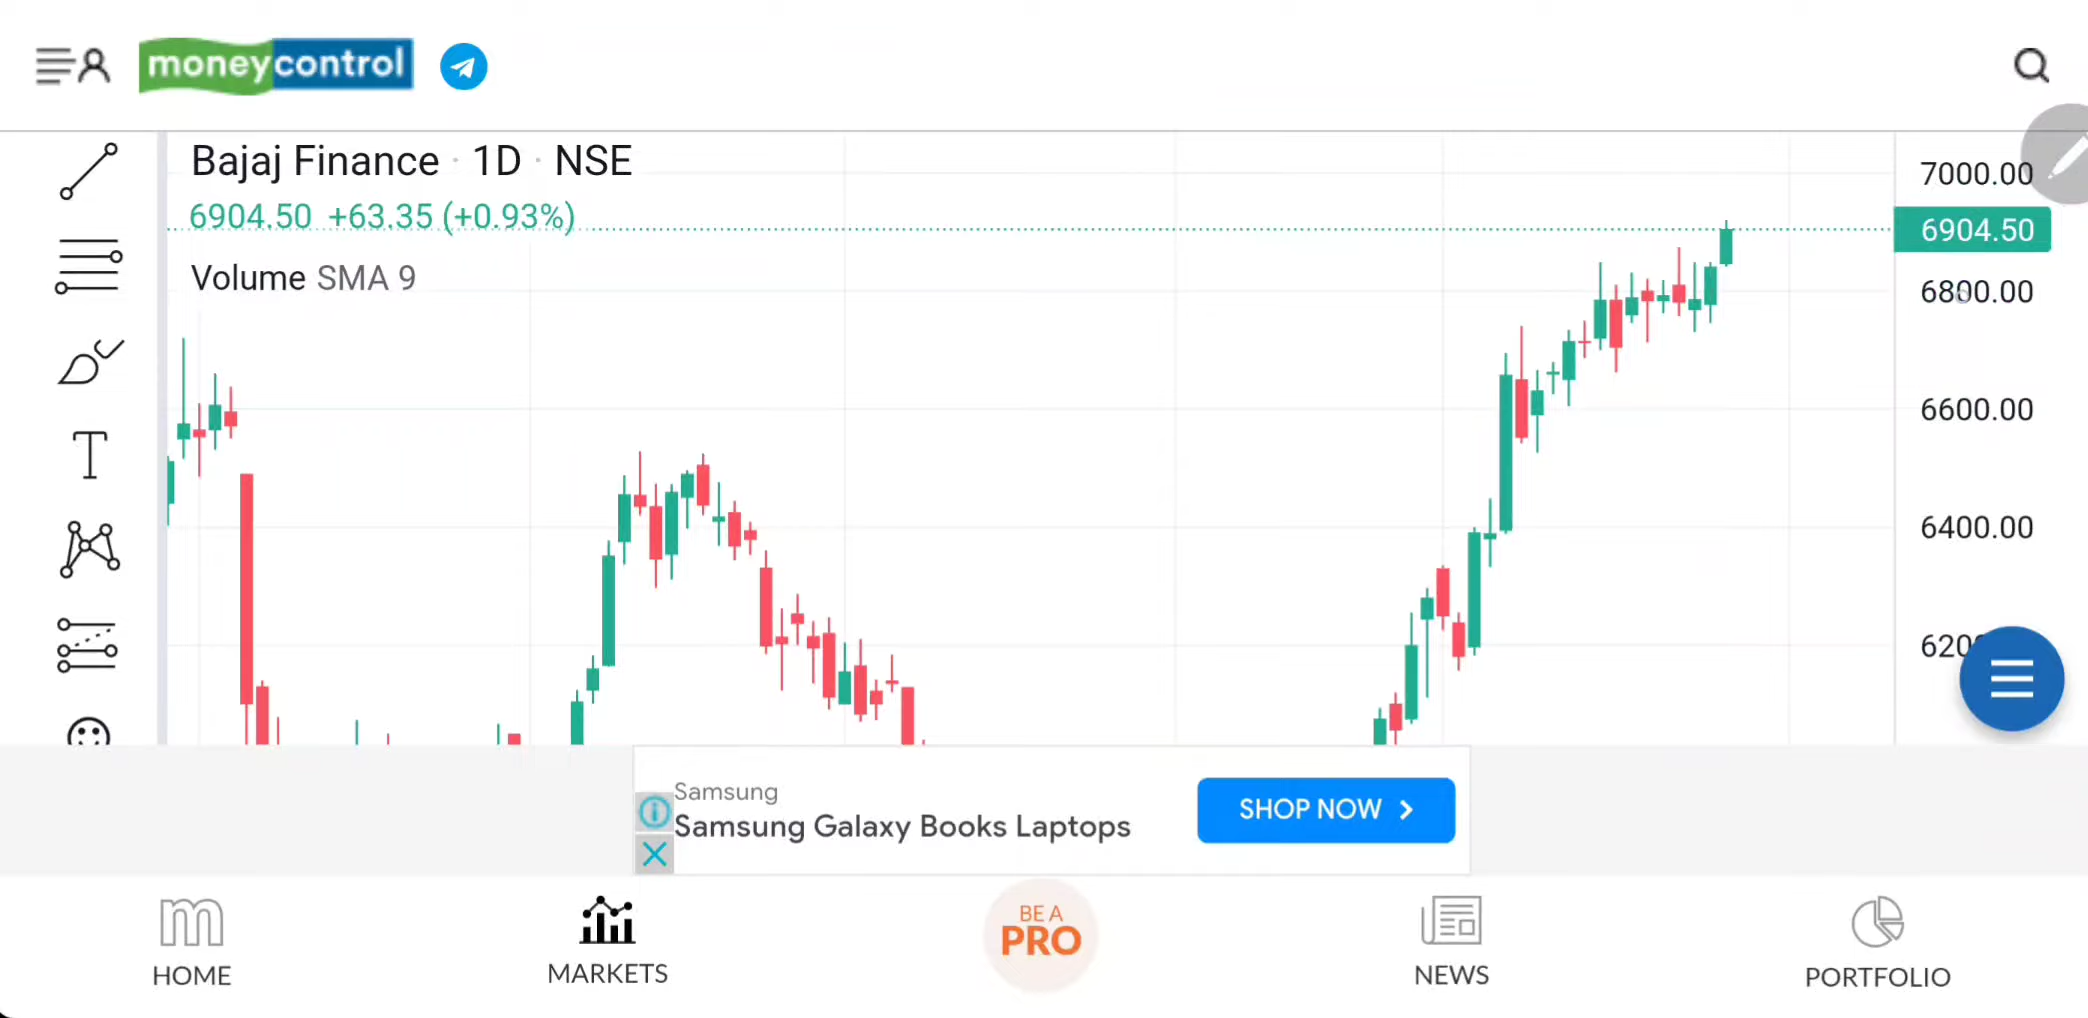 moneycontrol
Bajaj Finance · 1D · NSE
6904.50 +63.35 (+0.93%)
Volume SMA 9
7000.00
6904.50
6800.00
6600.00
6400.00
Samsung
Samsung Galaxy Books Laptops
SHOP NOW
HOME
MARKETS
BE A
PRO
NEWS
PORTFOLIO